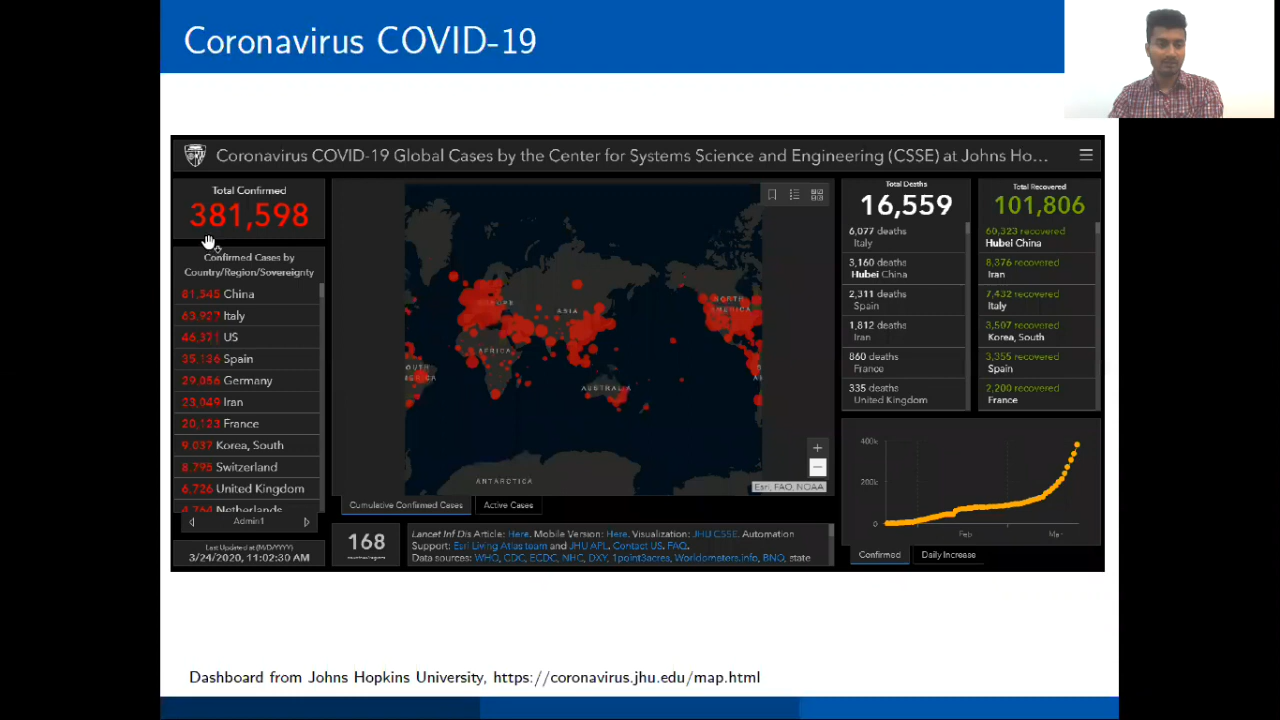 Coronavirus COVID-19
Coronavirus COVID-19 Global Cases by the Center for Systems Science and Engineering (CSSE) at Johns Ho...
Total Confirmed
381,598
Confirmed Cases by
Country/Region/Sovereignty
81,545 China
63,927 Italy
46,371 US
35,136 Spain
29,056 Germany
23,049 Iran
20,123 France
9,037 Korea, South
8,795 Switzerland
6,726 United Kingdom
4,764 Netherlands
Admin1
Last Updated at (M/D/YYYY)
3/24/2020, 11:02:30 AM
EUROPE
ASIA
AFRICA
NORTH
AMERICA
AUSTRALIA
ANTARCTICA
+
−
Esri, FAO, NOAA
Cumulative Confirmed Cases
Active Cases
168
countries/regions
Lancet Inf Dis Article: Here. Mobile Version: Here. Visualization: JHU CSSE. Automation
Support: Esri Living Atlas team and JHU APL. Contact US. FAQ.
Data sources: WHO, CDC, ECDC, NHC, DXY, 1point3acres, Worldometers.info, BNO, state
Total Deaths
16,559
6,077 deaths
Italy
3,160 deaths
Hubei China
2,311 deaths
Spain
1,812 deaths
Iran
860 deaths
France
335 deaths
United Kingdom
Total Recovered
101,806
60,323 recovered
Hubei China
8,376 recovered
Iran
7,432 recovered
Italy
3,507 recovered
Korea, South
3,355 recovered
Spain
2,200 recovered
France
400k
200k
0
Feb
Mar
Confirmed
Daily Increase
Dashboard from Johns Hopkins University, https://coronavirus.jhu.edu/map.html